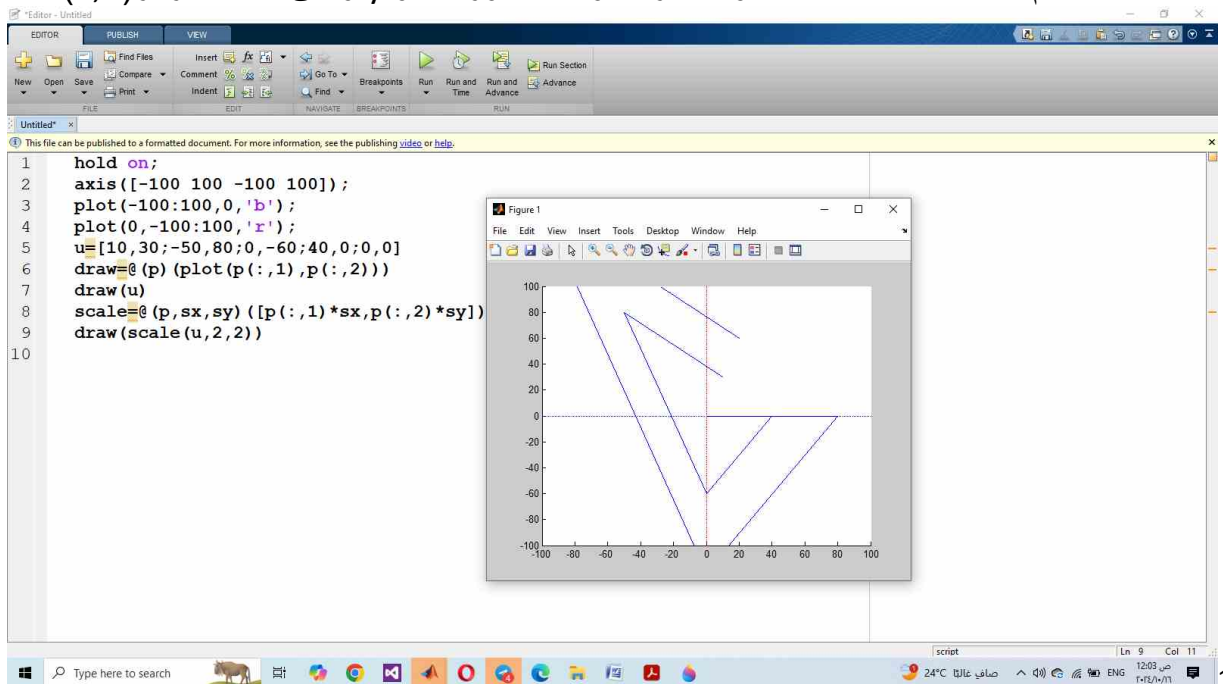 *Editor - Untitled
EDITOR PUBLISH VIEW
New Open Save Find Files Compare Print Insert fx Comment Indent Go To Find Breakpoints Run Run and Time Run and Advance Run Section Advance
FILE EDIT NAVIGATE BREAKPOINTS RUN
Untitled* ×
This file can be published to a formatted document. For more information, see the publishing video or help.
1 hold on;
2 axis([-100 100 -100 100]);
3 plot(-100:100,0,'b');
4 plot(0,-100:100,'r');
5 u=[10,30;-50,80;0,-60;40,0;0,0]
6 draw=@(p)(plot(p(:,1),p(:,2)))
7 draw(u)
8 scale=@(p,sx,sy)([p(:,1)*sx,p(:,2)*sy])
9 draw(scale(u,2,2))
10
Figure 1
File Edit View Insert Tools Desktop Window Help
100
80
60
40
20
0
-20
-40
-60
-80
-100
-100 -80 -60 -40 -20 0 20 40 60 80 100
script Ln 9 Col 11
Type here to search
24°C صاف غالبًا ENG 12:03 ص
٢٠٢٤/١٠/١٦